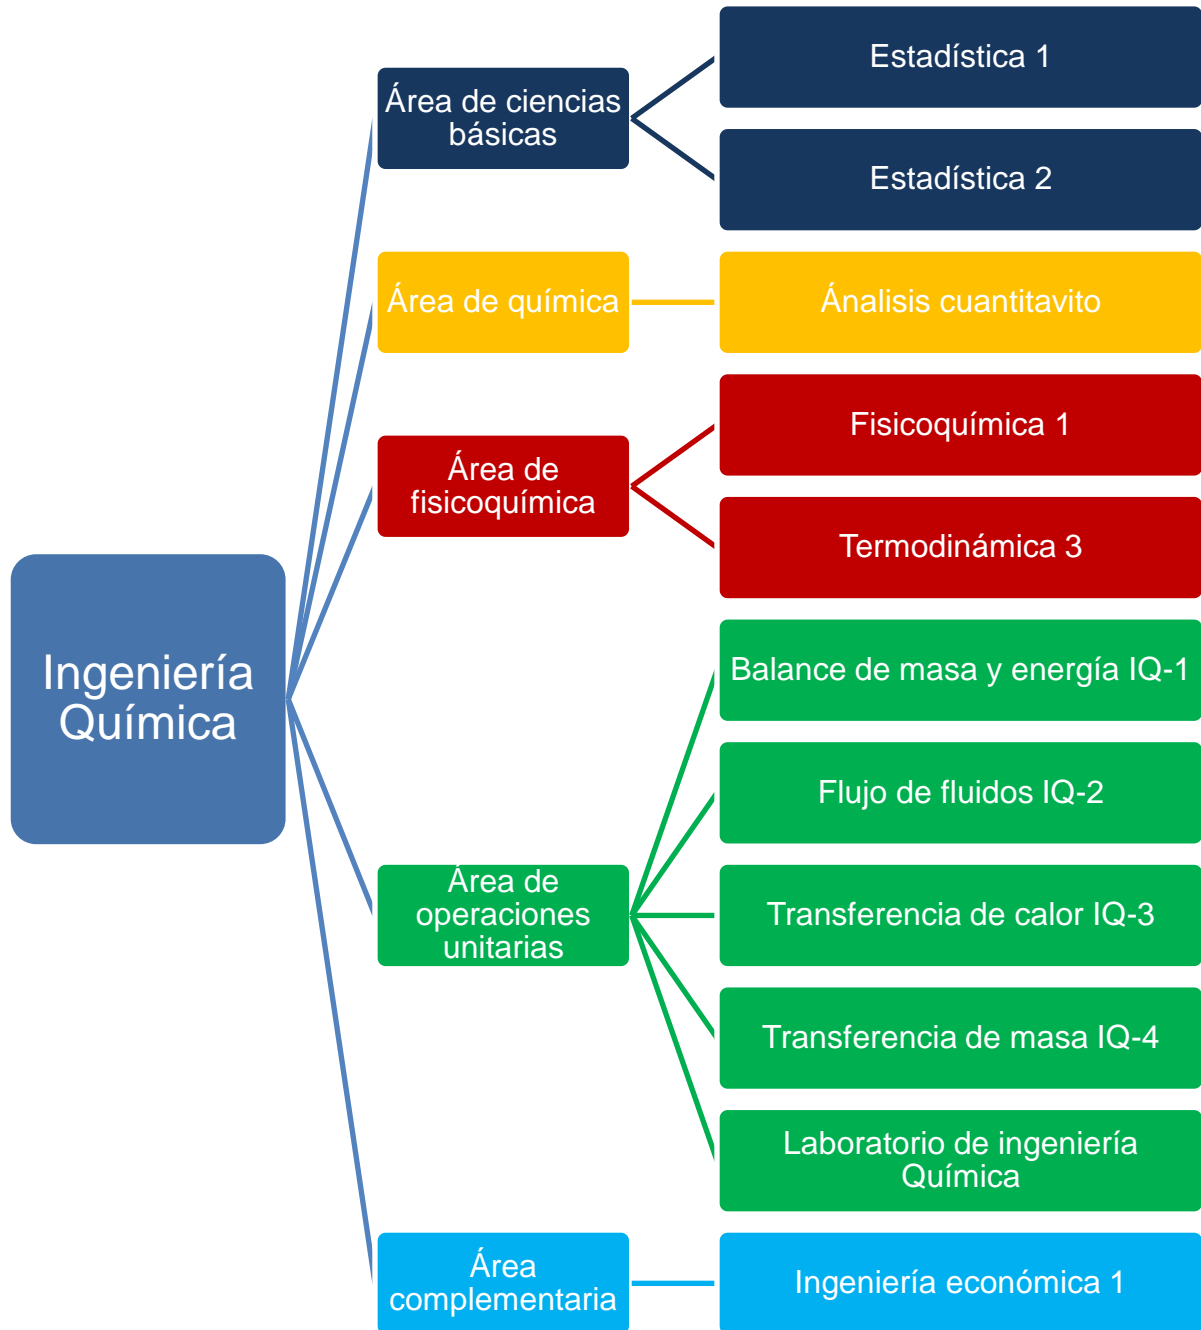 Ingeniería
Química
Área de ciencias
básicas
Estadística 1
Estadística 2
Área de química
Ánalisis cuantitavito
Área de
fisicoquímica
Fisicoquímica 1
Termodinámica 3
Área de
operaciones
unitarias
Balance de masa y energía IQ-1
Flujo de fluidos IQ-2
Transferencia de calor IQ-3
Transferencia de masa IQ-4
Laboratorio de ingeniería
Química
Área
complementaria
Ingeniería económica 1